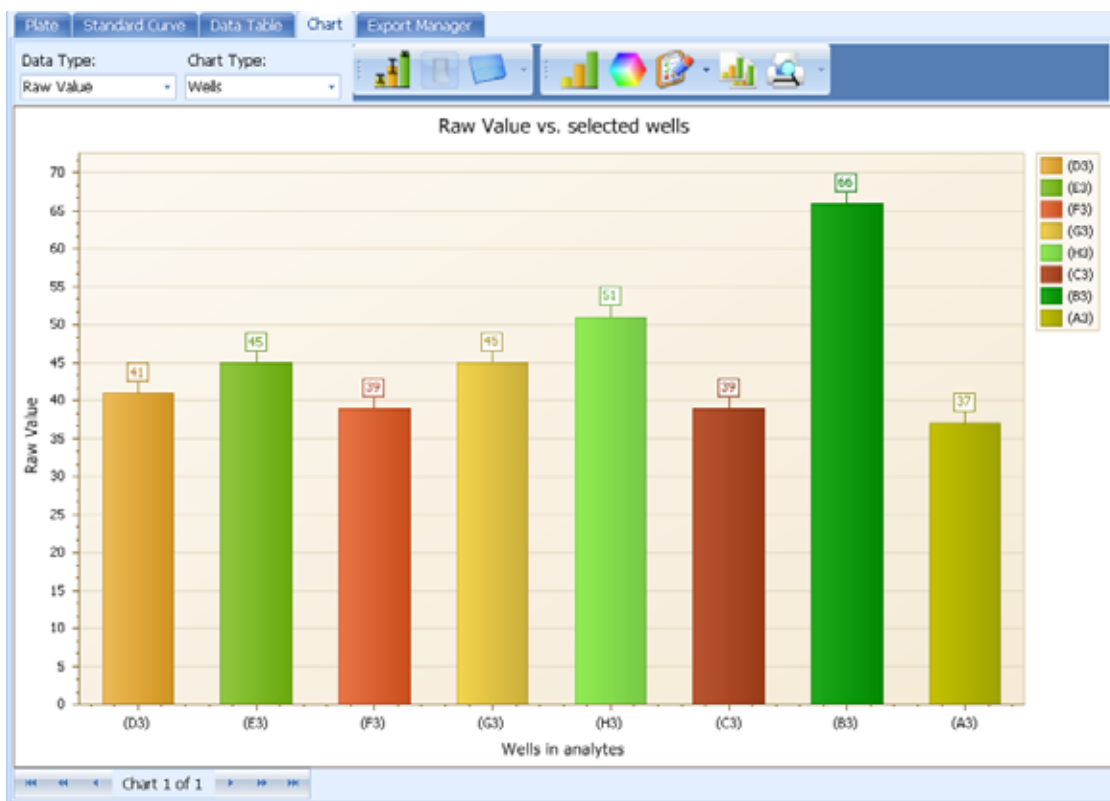 Plate Standard Curve Data Table Chart Export Manager
Data Type: Chart Type:
Raw Value Wells
Raw Value vs. selected wells
70
65
60
55
50
45
40
35
30
25
20
15
10
5
0
Raw Value
41
45
39
45
51
39
66
37
(D3) (E3) (F3) (G3) (H3) (C3) (B3) (A3)
Wells in analytes
(D3)
(E3)
(F3)
(G3)
(H3)
(C3)
(B3)
(A3)
Chart 1 of 1